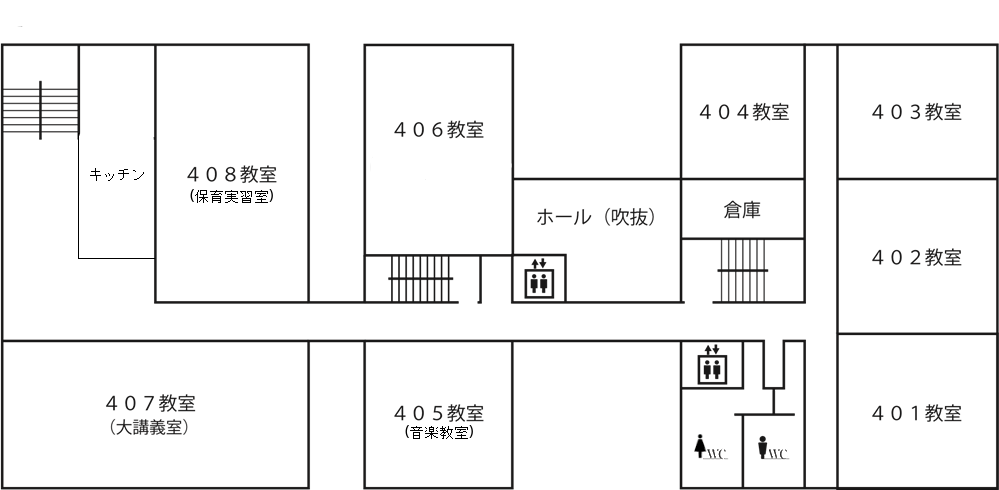 キッチン
４０８教室
(保育実習室)
４０６教室
ホール（吹抜）
４０４教室
倉庫
４０３教室
４０２教室
４０７教室
（大講義室）
４０５教室
(音楽教室)
WC
WC
４０１教室